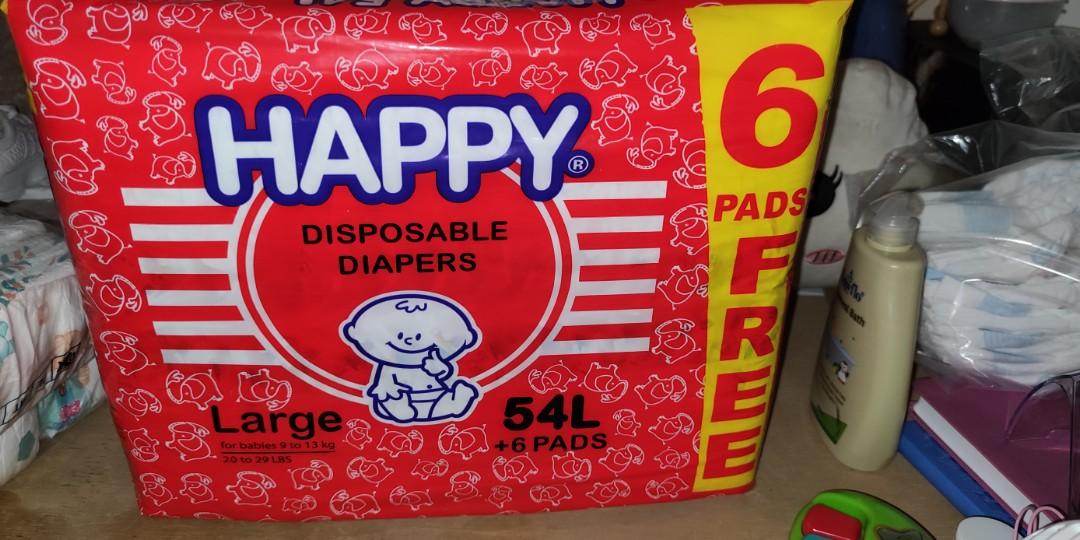 HAPPY®
DISPOSABLE
DIAPERS
Large
for babies 9 to 13 kg
20 to 29 LBS
54L
+6 PADS
6
PADS
FREE
Bath